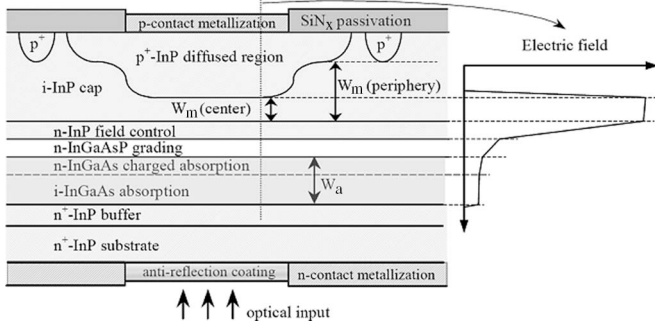 p-contact metallization
SiNx passivation
p+
p+-InP diffused region
p+
Electric field
i-InP cap
Wm (center)
Wm (periphery)
n-InP field control
n-InGaAsP grading
n-InGaAs charged absorption
i-InGaAs absorption
Wa
n+-InP buffer
n+-InP substrate
anti-reflection coating
n-contact metallization
optical input